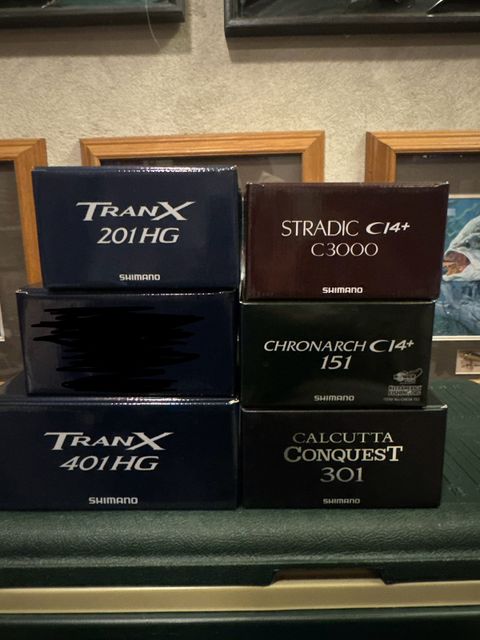 TRANX
201HG
SHIMANO
TRANX
401HG
SHIMANO
STRADIC CI4+
C3000
SHIMANO
CHRONARCH CI4+
151
SHIMANO
CALCUTTA
CONQUEST
301
SHIMANO